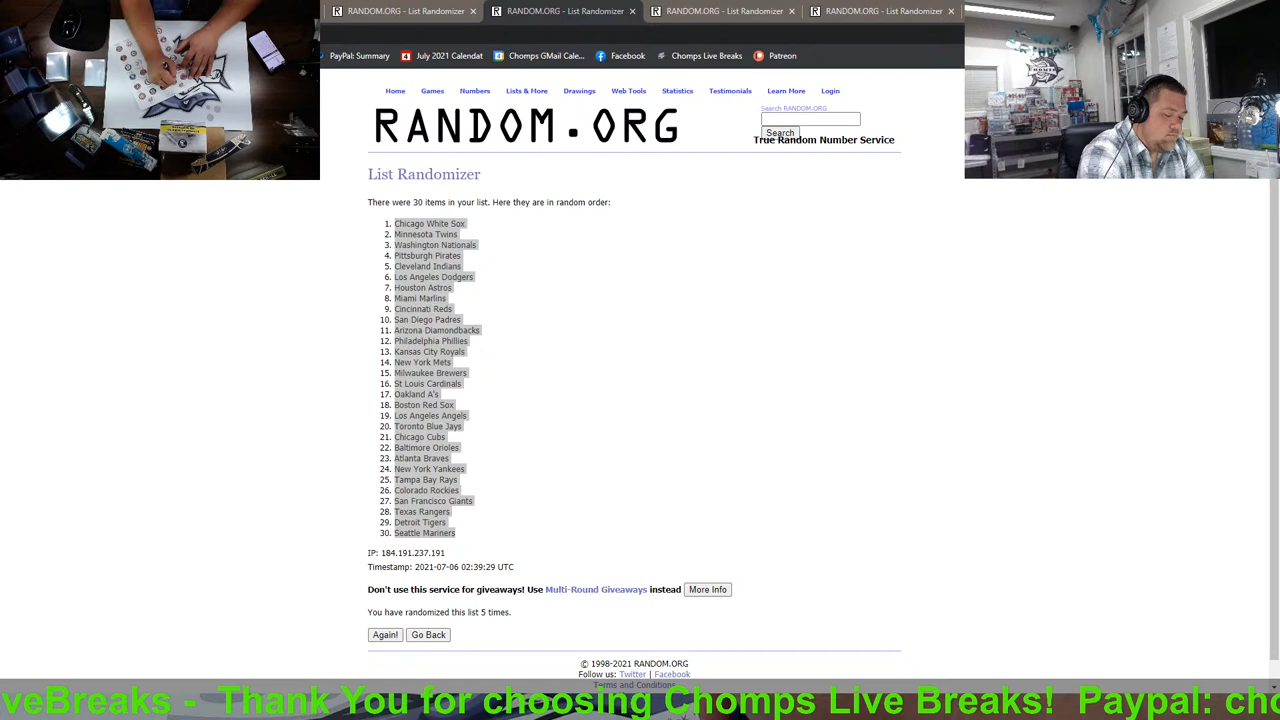 RANDOM.ORG - List Randomizer × RANDOM.ORG - List Randomizer × RANDOM.ORG - List Randomizer × RANDOM.ORG - List Randomizer ×
PayPal: Summary July 2021 Calendat Chomps GMail Cale... Facebook Chomps Live Breaks Patreon
Home Games Numbers Lists & More Drawings Web Tools Statistics Testimonials Learn More Login
Search RANDOM.ORG
RANDOM.ORG
Search
True Random Number Service
List Randomizer
There were 30 items in your list. Here they are in random order:
1. Chicago White Sox
2. Minnesota Twins
3. Washington Nationals
4. Pittsburgh Pirates
5. Cleveland Indians
6. Los Angeles Dodgers
7. Houston Astros
8. Miami Marlins
9. Cincinnati Reds
10. San Diego Padres
11. Arizona Diamondbacks
12. Philadelphia Phillies
13. Kansas City Royals
14. New York Mets
15. Milwaukee Brewers
16. St Louis Cardinals
17. Oakland A's
18. Boston Red Sox
19. Los Angeles Angels
20. Toronto Blue Jays
21. Chicago Cubs
22. Baltimore Orioles
23. Atlanta Braves
24. New York Yankees
25. Tampa Bay Rays
26. Colorado Rockies
27. San Francisco Giants
28. Texas Rangers
29. Detroit Tigers
30. Seattle Mariners
IP: 184.191.237.191
Timestamp: 2021-07-06 02:39:29 UTC
Don't use this service for giveaways! Use Multi-Round Giveaways instead More Info
You have randomized this list 5 times.
Again! Go Back
© 1998-2021 RANDOM.ORG
Follow us: Twitter | Facebook
Terms and Conditions
veBreaks - Thank You for choosing Chomps Live Breaks! Paypal: cho